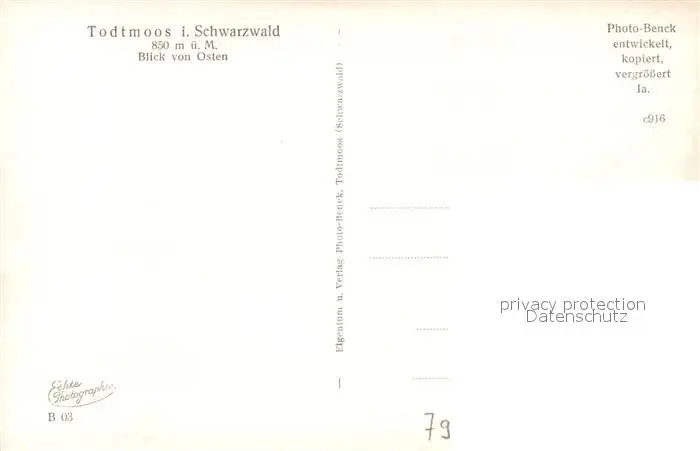 Todtmoos i. Schwarzwald
850 m ü. M.
Blick von Osten
Eigentum u. Verlag Photo-Benck, Todtmoos (Schwarzwald)
Photo-Benck
entwickelt,
kopiert,
vergrößert
Ia.
c916
privacy protection
Datenschutz
Echte
Photographie
B 03
79